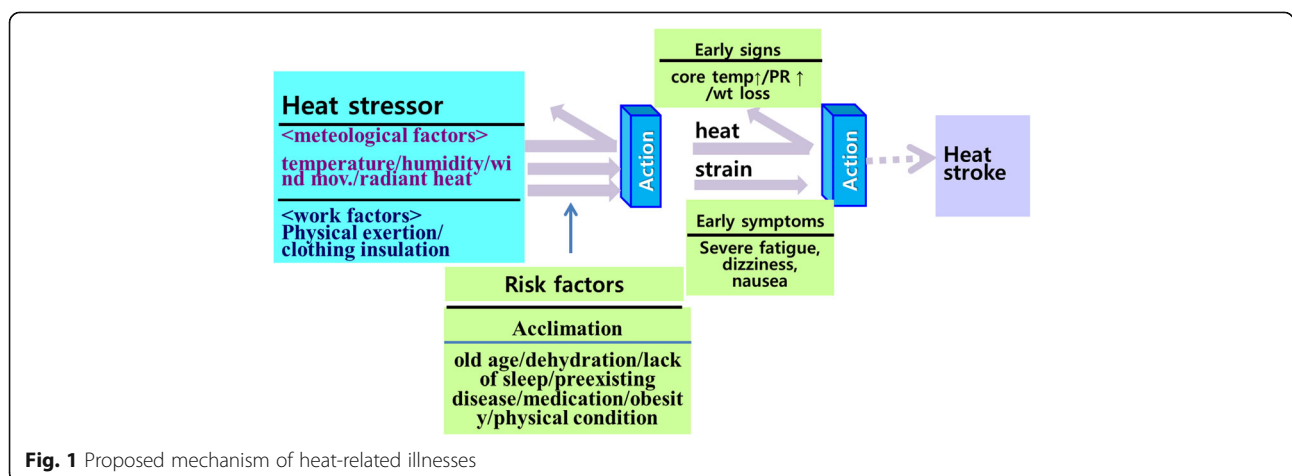 Heat stressor
<meteological factors>
temperature/humidity/wi
nd mov./radiant heat
<work factors>
Physical exertion/
clothing insulation
Action
Early signs
core temp↑/PR ↑
/wt loss
heat
strain
Early symptoms
Severe fatigue,
dizziness,
nausea
Action
Heat
stroke
Risk factors
Acclimation
old age/dehydration/lack
of sleep/preexisting
disease/medication/obesit
y/physical condition
Fig. 1 Proposed mechanism of heat-related illnesses